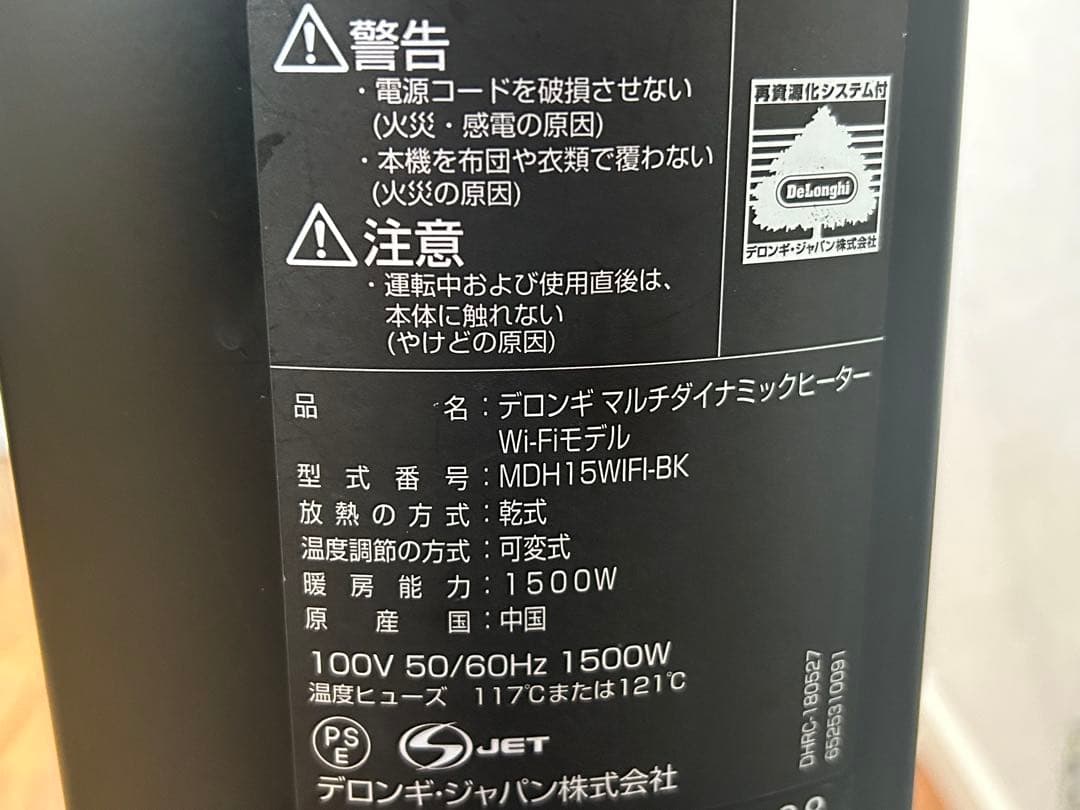 警告
・電源コードを破損させない
(火災・感電の原因)
・本機を布団や衣類で覆わない
(火災の原因)
注意
・運転中および使用直後は、
本体に触れない
(やけどの原因)
再資源化システム付
DeLonghi
デロンギ・ジャパン株式会社
品名：デロンギ マルチダイナミックヒーター
Wi-Fiモデル
型式番号：MDH15WIFI-BK
放熱の方式：乾式
温度調節の方式：可変式
暖房能力：1500W
原産国：中国
100V 50/60Hz 1500W
温度ヒューズ 117℃または121℃
PSE
JET
デロンギ・ジャパン株式会社
DHRC-180527
6525310091